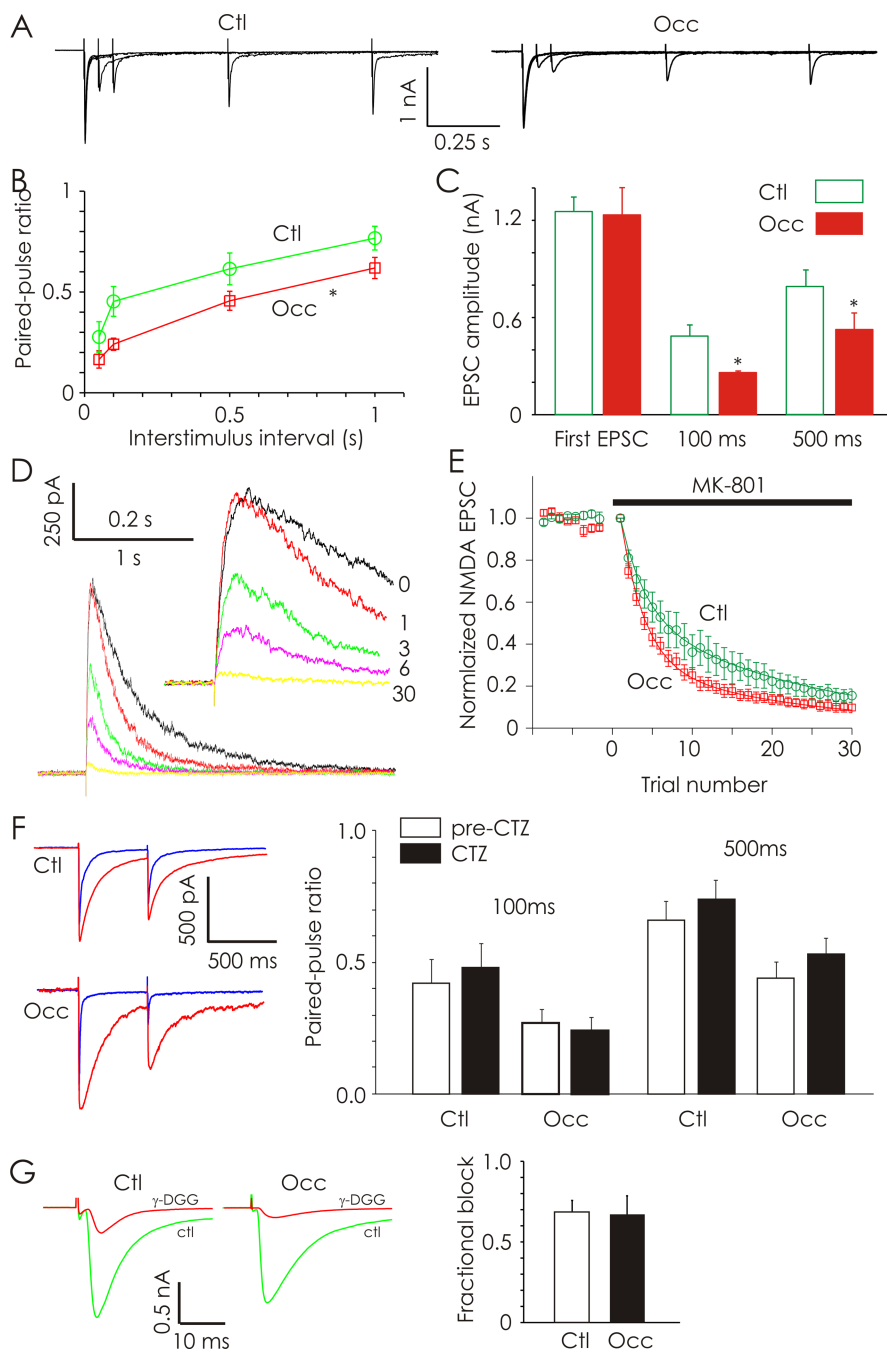 A
Ctl
Occ
1 nA
0.25 s
B
Paired-pulse ratio
1
0.5
0
Ctl
Occ
*
0
0.5
1
Interstimulus interval (s)
C
EPSC amplitude (nA)
1.2
0.6
0
Ctl
Occ
*
*
First EPSC
100 ms
500 ms
D
250 pA
0.2 s
1 s
0
1
3
6
30
E
Normlaized NMDA EPSC
MK-801
1.0
0.8
0.6
0.4
0.2
0
Ctl
Occ
0
10
20
30
Trial number
F
Ctl
500 pA
500 ms
Occ
Paired-pulse ratio
1.0
0.5
0.0
pre-CTZ
CTZ
100ms
500ms
Ctl
Occ
Ctl
Occ
G
Ctl
γ-DGG
ctl
Occ
γ-DGG
ctl
0.5 nA
10 ms
Fractional block
1.0
0.5
0
Ctl
Occ